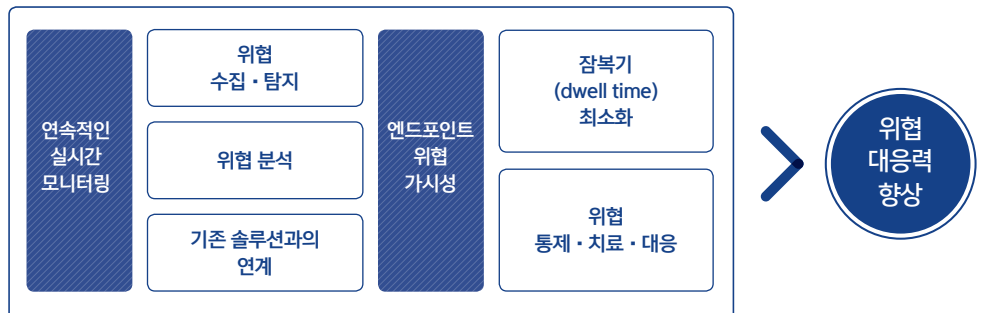 연속적인
실시간
모니터링
위협
수집・탐지
위협 분석
기존 솔루션과의
연계
엔드포인트
위협
가시성
잠복기
(dwell time)
최소화
위협
통제・치료・대응
위협
대응력
향상